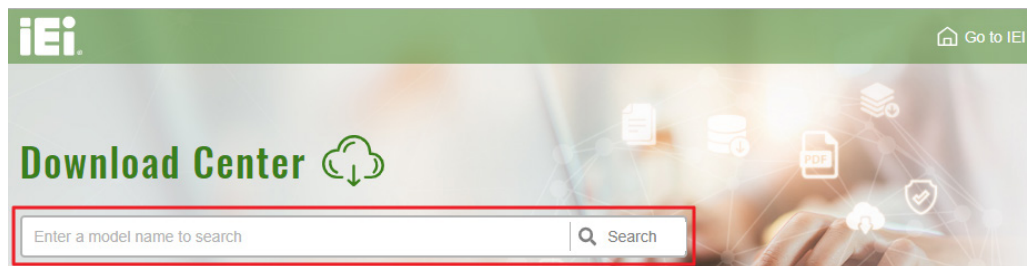 iEi
Go to IEI
Download Center
PDF
Enter a model name to search
Search